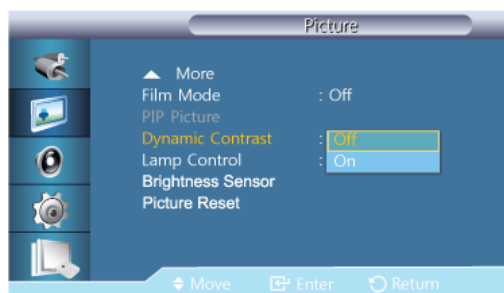 Picture
▲ More
Film Mode : Off
PIP Picture
Dynamic Contrast : Off
Lamp Control : On
Brightness Sensor
Picture Reset
Move Enter Return